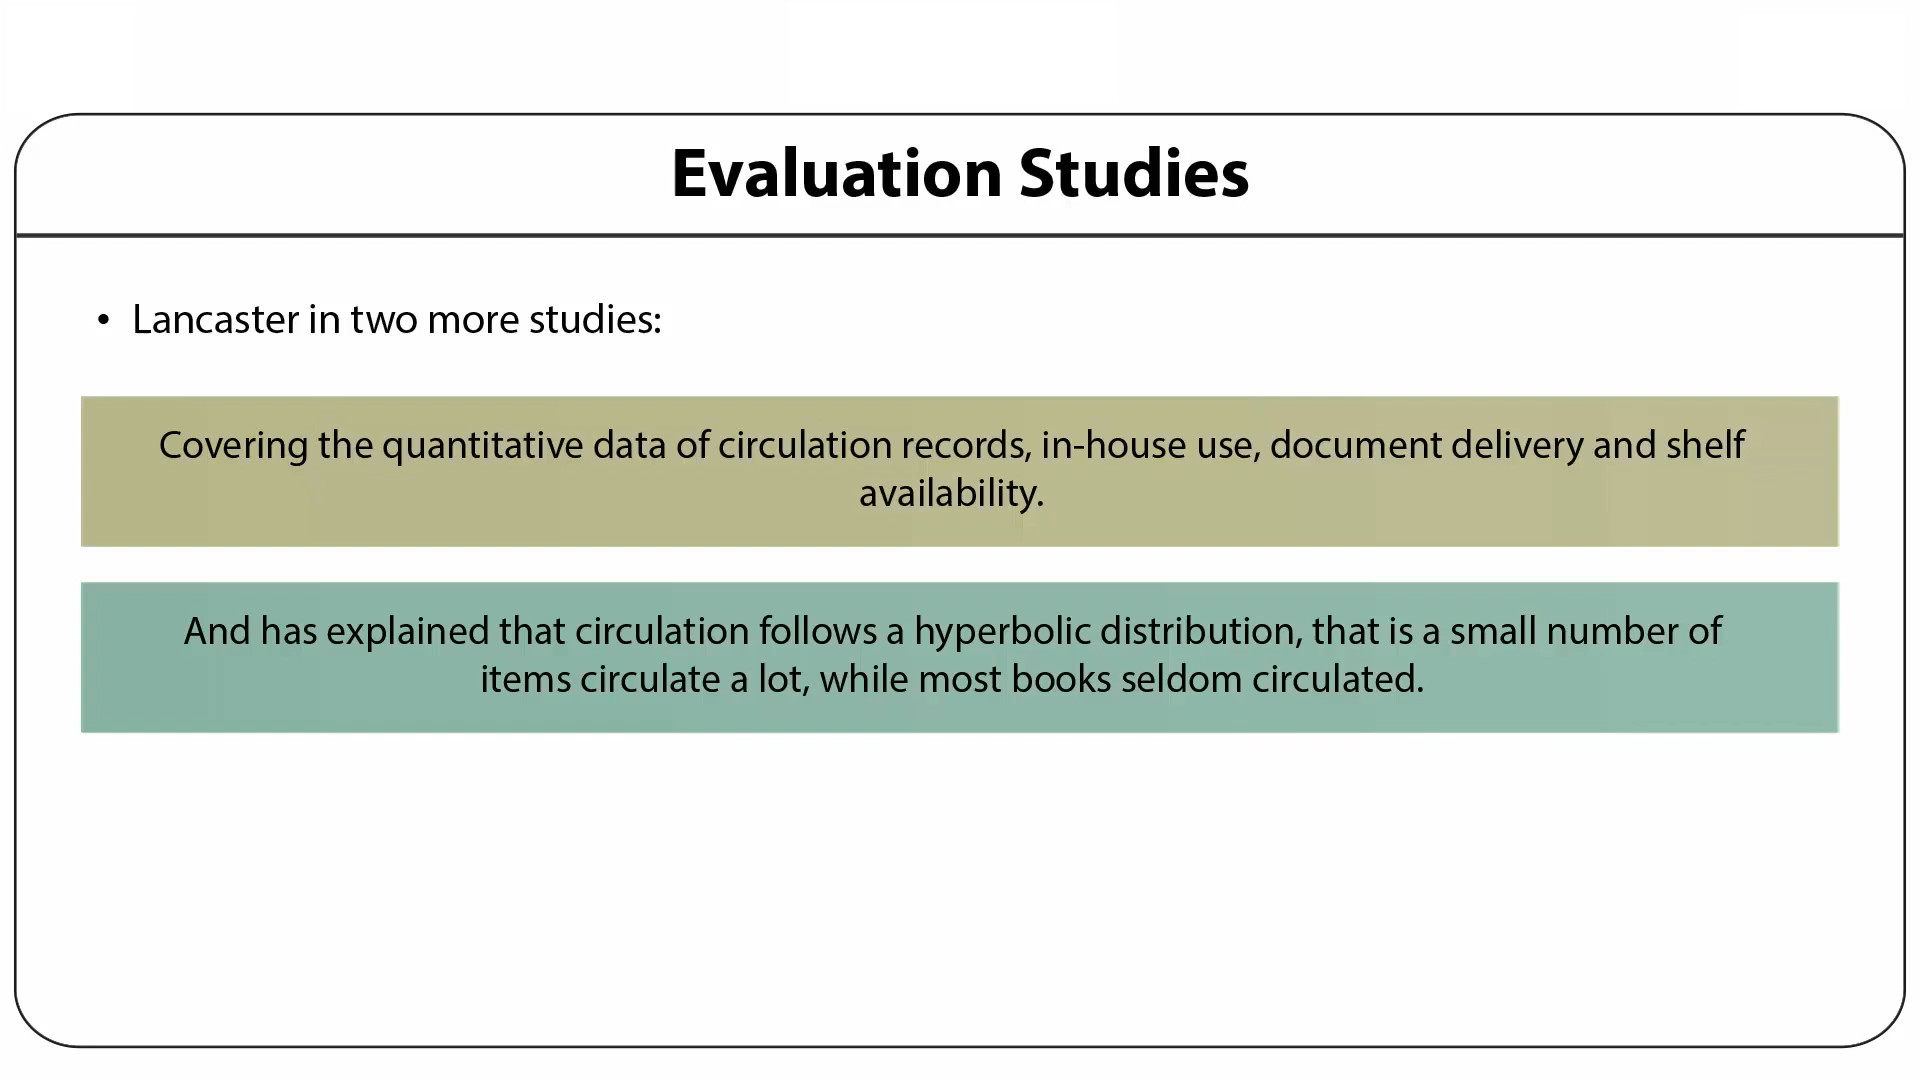 Evaluation Studies
• Lancaster in two more studies:
Covering the quantitative data of circulation records, in-house use, document delivery and shelf
availability.
And has explained that circulation follows a hyperbolic distribution, that is a small number of
items circulate a lot, while most books seldom circulated.